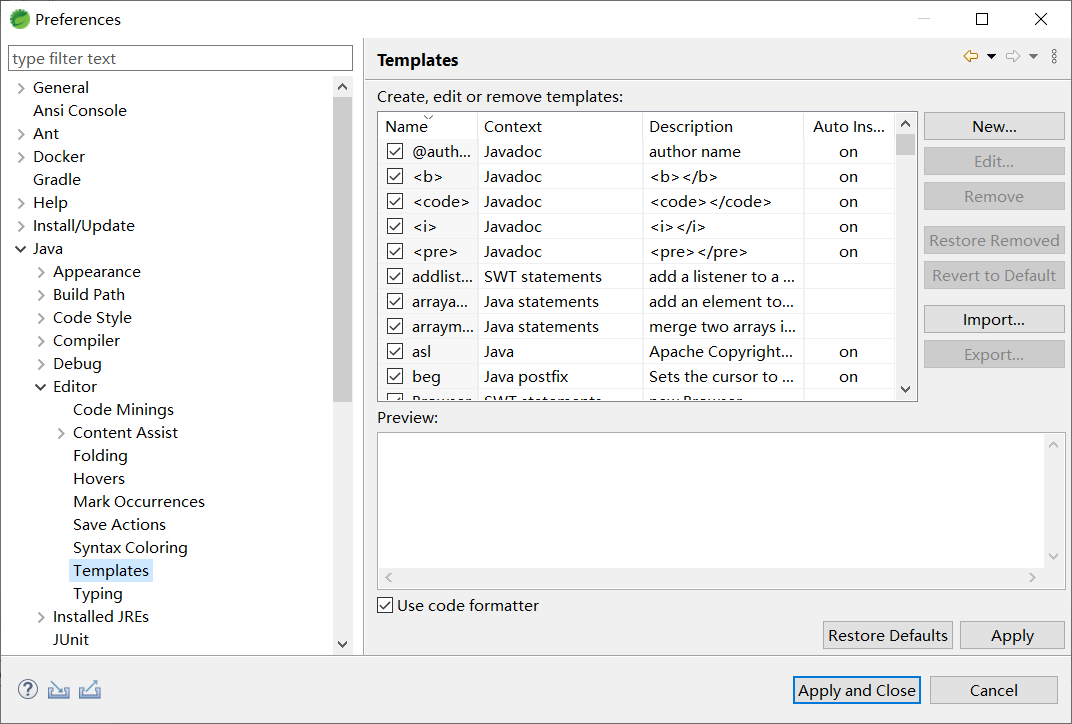 Preferences
type filter text
General
Ansi Console
Ant
Docker
Gradle
Help
Install/Update
Java
Appearance
Build Path
Code Style
Compiler
Debug
Editor
Code Minings
Content Assist
Folding
Hovers
Mark Occurrences
Save Actions
Syntax Coloring
Templates
Typing
Installed JREs
JUnit
Templates
Create, edit or remove templates:
Name Context Description Auto Ins...
@auth... Javadoc author name on
<b> Javadoc <b></b> on
<code> Javadoc <code></code> on
<i> Javadoc <i></i> on
<pre> Javadoc <pre></pre> on
addlist... SWT statements add a listener to a ...
arraya... Java statements add an element to...
arraym... Java statements merge two arrays i...
asl Java Apache Copyright... on
beg Java postfix Sets the cursor to ... on
Browser SWT statements new Browser
New...
Edit...
Remove
Restore Removed
Revert to Default
Import...
Export...
Preview:
Use code formatter
Restore Defaults Apply
Apply and Close Cancel